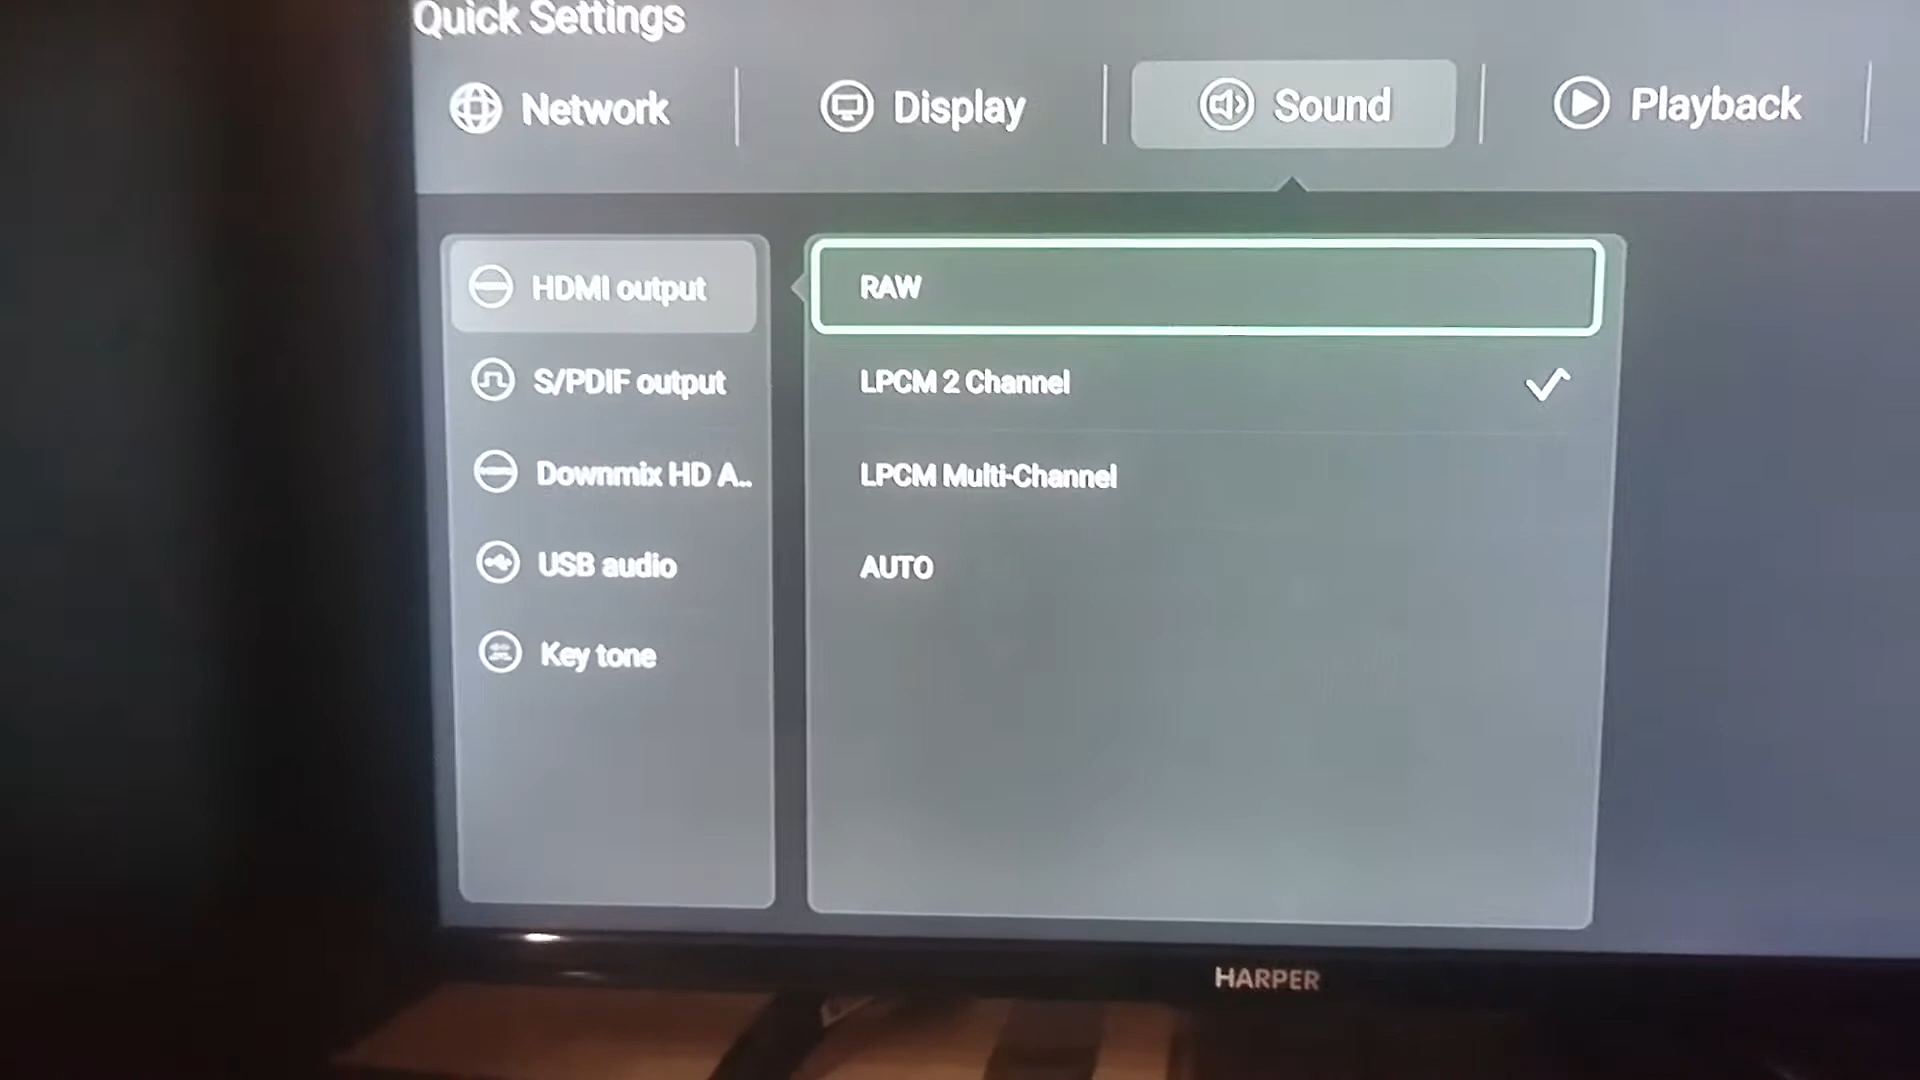 Quick Settings
Network
Display
Sound
Playback
HDMI output
S/PDIF output
Downmix HD A..
USB audio
Key tone
RAW
LPCM 2 Channel
LPCM Multi-Channel
AUTO
HARPER